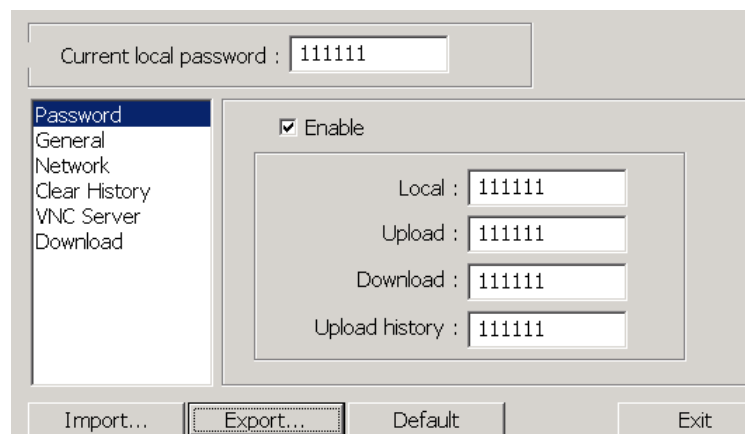 Current local password : 111111
Password
General
Network
Clear History
VNC Server
Download
Enable
Local : 111111
Upload : 111111
Download : 111111
Upload history : 111111
Import... Export... Default Exit